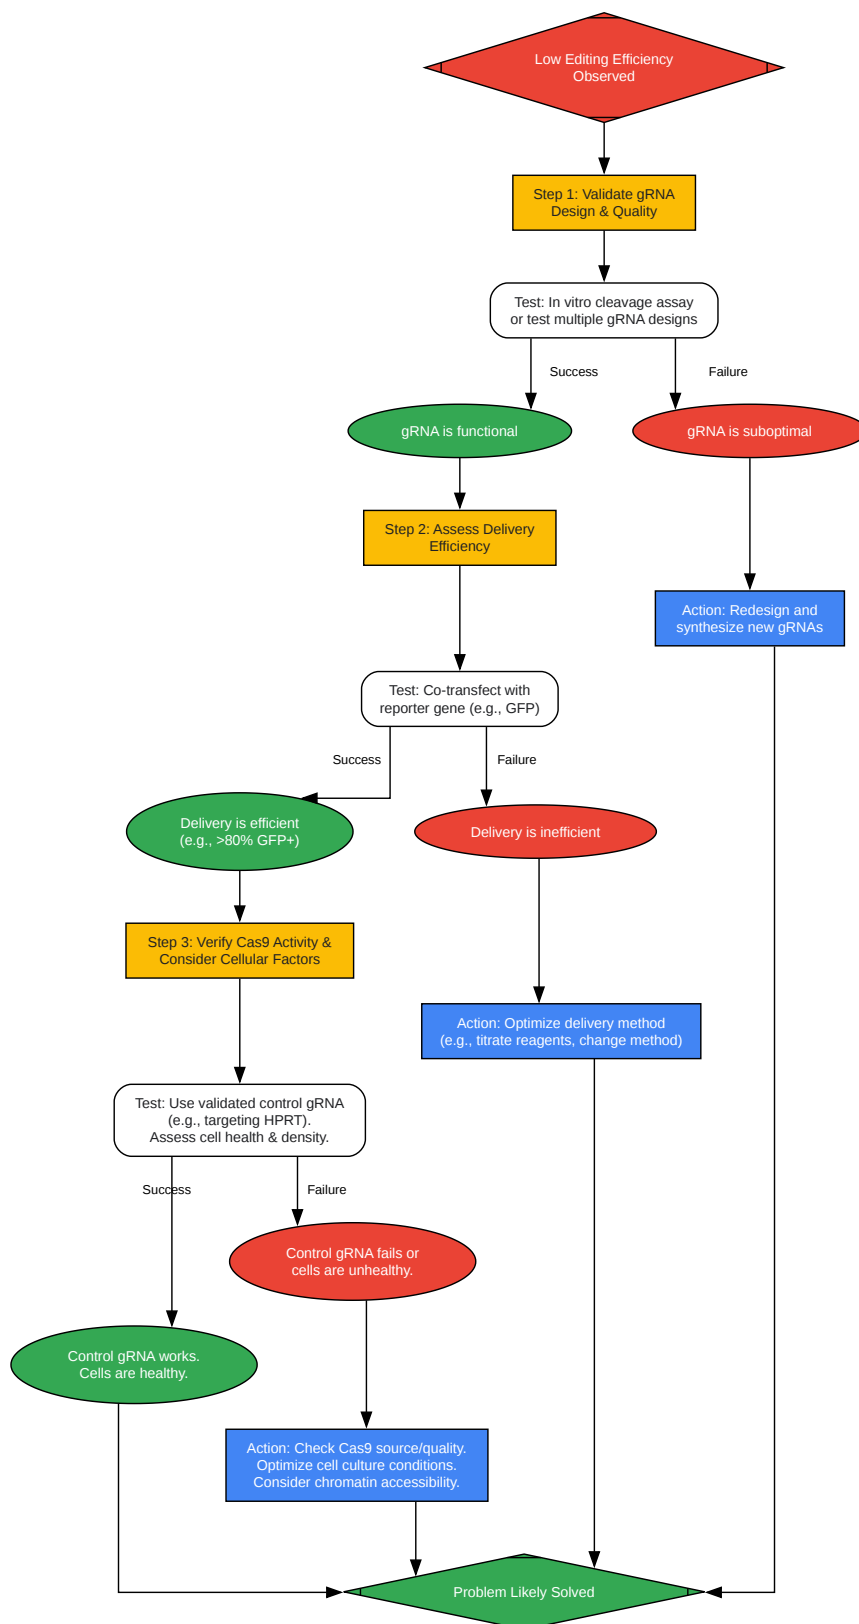 Low Editing Efficiency
Observed
Step 1: Validate gRNA
Design & Quality
Test: In vitro cleavage assay
or test multiple gRNA designs
Success
Failure
gRNA is functional
gRNA is suboptimal
Step 2: Assess Delivery
Efficiency
Action: Redesign and
synthesize new gRNAs
Test: Co-transfect with
reporter gene (e.g., GFP)
Success
Failure
Delivery is efficient
(e.g., >80% GFP+)
Delivery is inefficient
Step 3: Verify Cas9 Activity &
Consider Cellular Factors
Action: Optimize delivery method
(e.g., titrate reagents, change method)
Test: Use validated control gRNA
(e.g., targeting HPRT).
Assess cell health & density.
Success
Failure
Control gRNA fails or
cells are unhealthy.
Control gRNA works.
Cells are healthy.
Action: Check Cas9 source/quality.
Optimize cell culture conditions.
Consider chromatin accessibility.
Problem Likely Solved